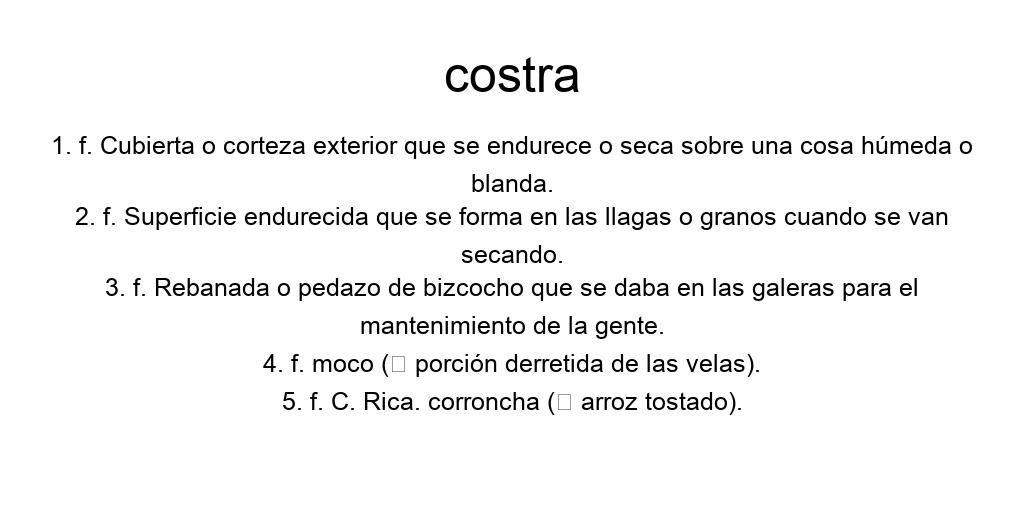 costra
1. f. Cubierta o corteza exterior que se endurece o seca sobre una cosa húmeda o
blanda.
2. f. Superficie endurecida que se forma en las llagas o granos cuando se van
secando.
3. f. Rebanada o pedazo de bizcocho que se daba en las galeras para el
mantenimiento de la gente.
4. f. moco (□ porción derretida de las velas).
5. f. C. Rica. corroncha (□ arroz tostado).